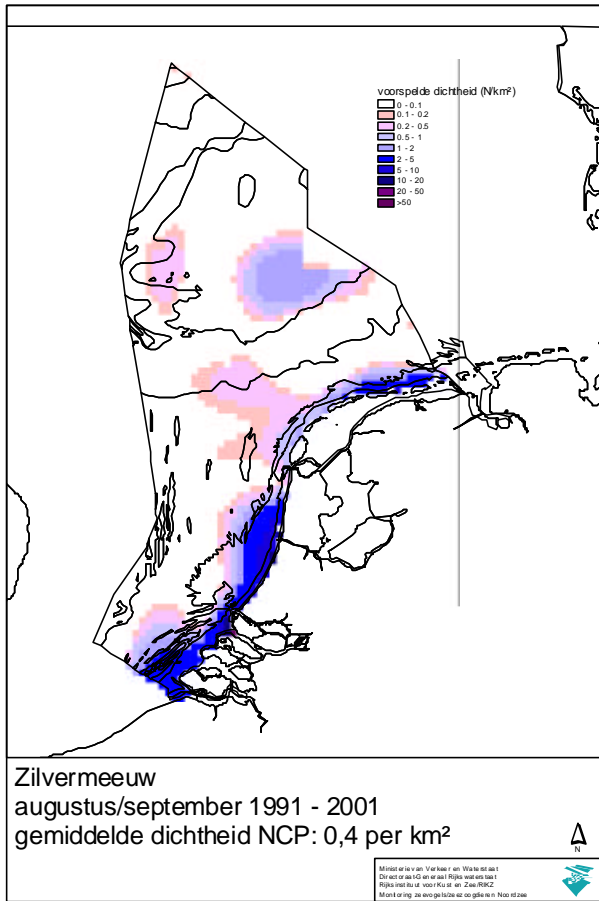 voorspelde dichtheid (N/km²)
0 - 0.1
0.1 - 0.2
0.2 - 0.5
0.5 - 1
1 - 2
2 - 5
5 - 10
10 - 20
20 - 50
>50
Zilvermeeuw
augustus/september 1991 - 2001
gemiddelde dichtheid NCP: 0,4 per km²
N
Ministerie van Verkeer en Waterstaat
Directoraat-Generaal Rijkswaterstaat
Rijksinstituut voor Kust en Zee/RIKZ
Monitoring zeevogels/zeezoogdieren Noordzee